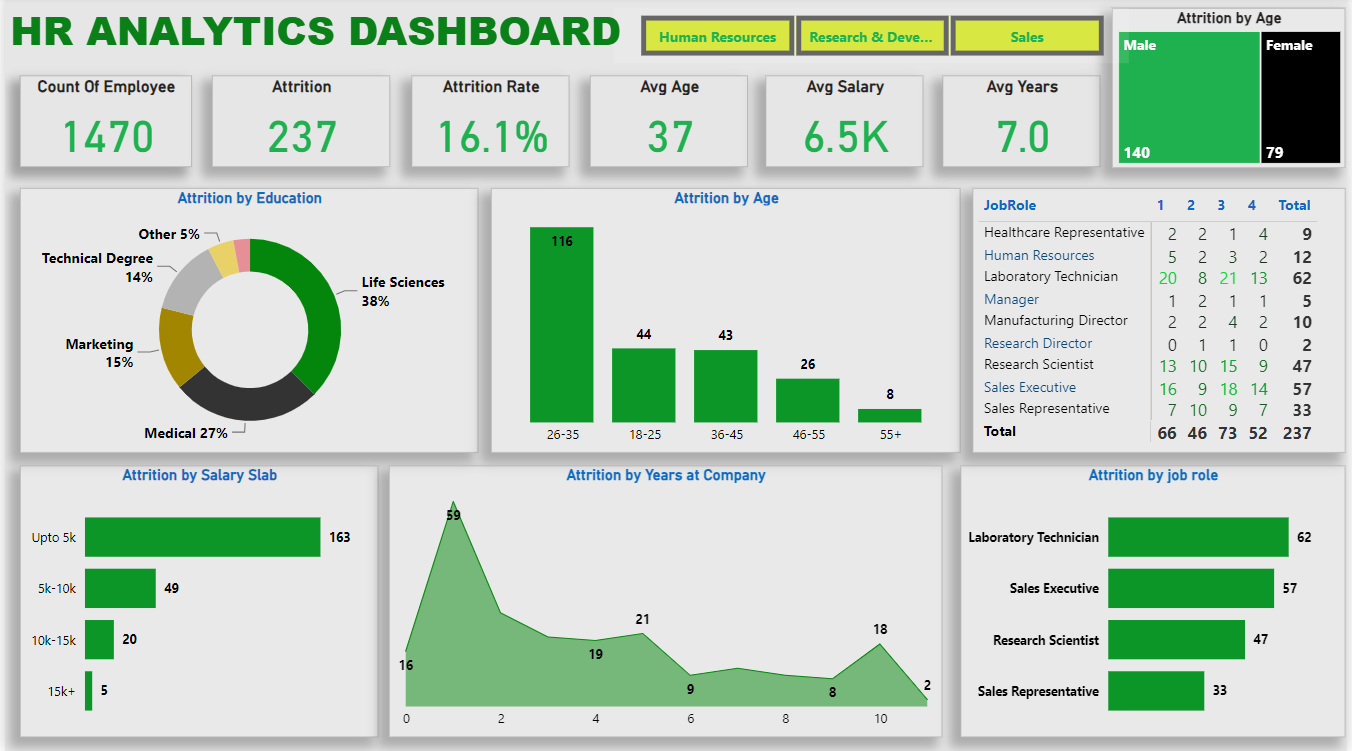 HR ANALYTICS DASHBOARD
Human Resources
Research & Deve...
Sales
Attrition by Age
Male
Female
140
79
Count Of Employee
1470
Attrition
237
Attrition Rate
16.1%
Avg Age
37
Avg Salary
6.5K
Avg Years
7.0
Attrition by Education
Other 5%
Technical Degree
14%
Life Sciences
38%
Marketing
15%
Medical 27%
Attrition by Age
116
44
43
26
8
26-35
18-25
36-45
46-55
55+
JobRole 1 2 3 4 Total
Healthcare Representative 2 2 1 4 9
Human Resources 5 2 3 2 12
Laboratory Technician 20 8 21 13 62
Manager 1 2 1 1 5
Manufacturing Director 2 2 4 2 10
Research Director 0 1 1 0 2
Research Scientist 13 10 15 9 47
Sales Executive 16 9 18 14 57
Sales Representative 7 10 9 7 33
Total 66 46 73 52 237
Attrition by Salary Slab
Upto 5k 163
5k-10k 49
10k-15k 20
15k+ 5
Attrition by Years at Company
59
16
19
21
9
8
18
2
0 2 4 6 8 10
Attrition by job role
Laboratory Technician 62
Sales Executive 57
Research Scientist 47
Sales Representative 33